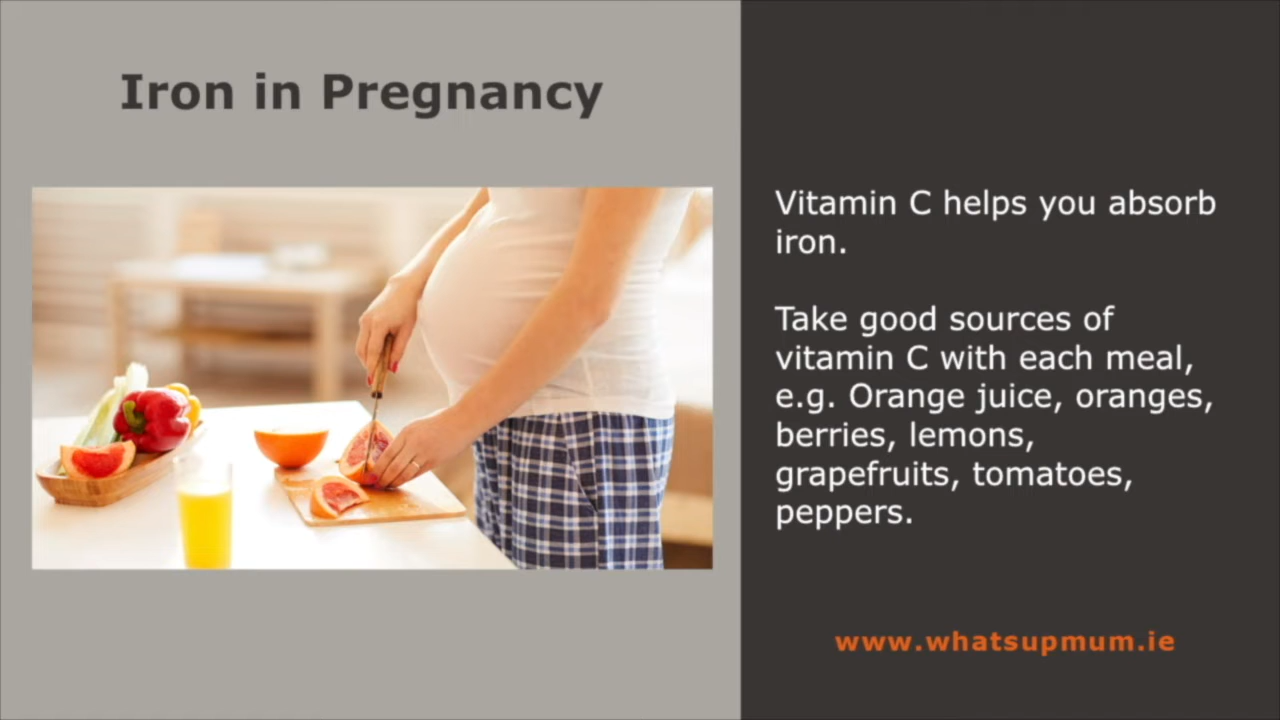 Iron in Pregnancy
Vitamin C helps you absorb
iron.
Take good sources of
vitamin C with each meal,
e.g. Orange juice, oranges,
berries, lemons,
grapefruits, tomatoes,
peppers.
www.whatsupmum.ie